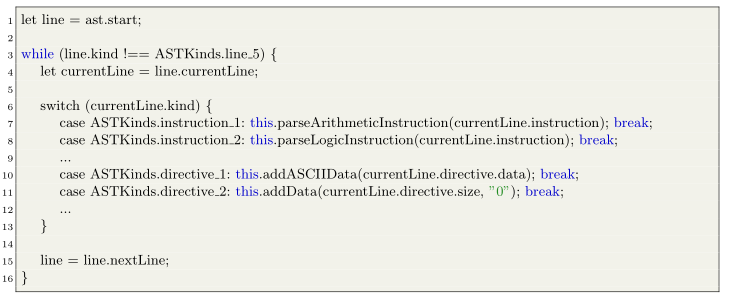 1 let line = ast.start;
2
3 while (line.kind !== ASTKinds.line_5) {
4 let currentLine = line.currentLine;
5
6 switch (currentLine.kind) {
7 case ASTKinds.instruction_1: this.parseArithmeticInstruction(currentLine.instruction); break;
8 case ASTKinds.instruction_2: this.parseLogicInstruction(currentLine.instruction); break;
9 ...
10 case ASTKinds.directive_1: this.addASCIIData(currentLine.directive.data); break;
11 case ASTKinds.directive_2: this.addData(currentLine.directive.size, "0"); break;
12 ...
13 }
14
15 line = line.nextLine;
16 }